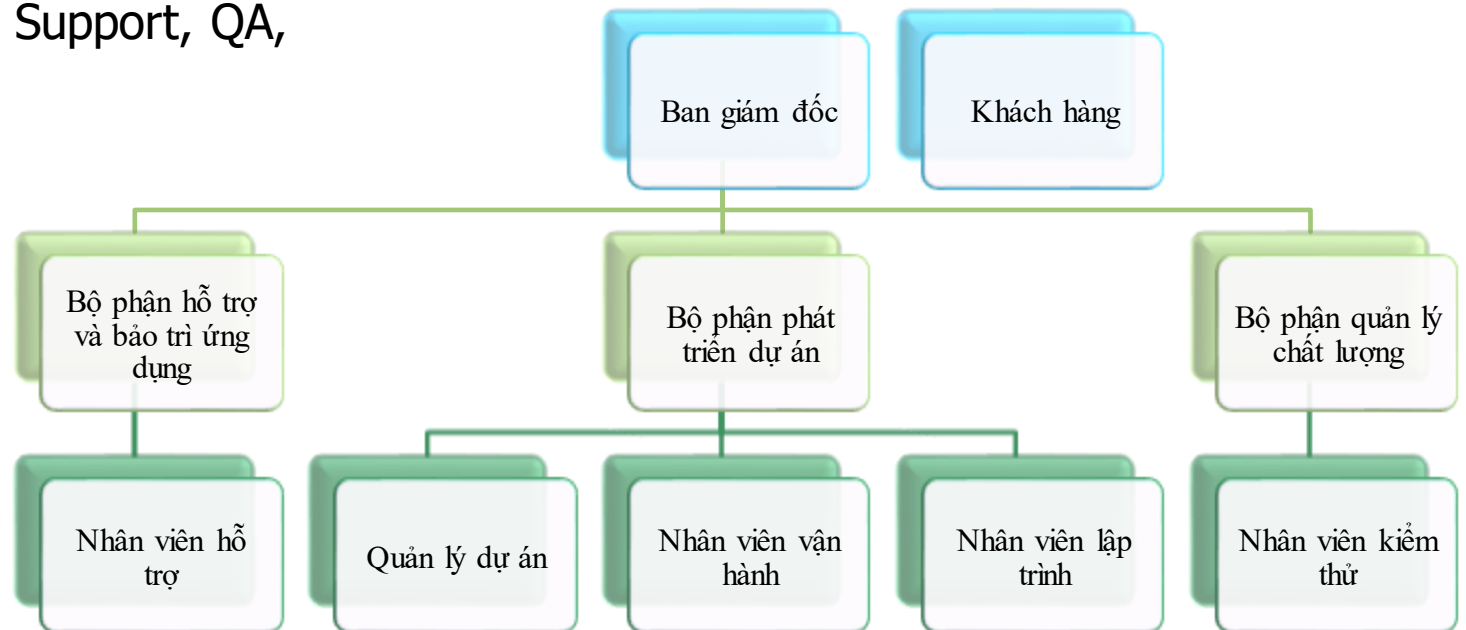 Support, QA,
Ban giám đốc
Khách hàng
Bộ phận hỗ trợ
và bảo trì ứng
dụng
Bộ phận phát
triển dự án
Bộ phận quản lý
chất lượng
Nhân viên hỗ
trợ
Quản lý dự án
Nhân viên vận
hành
Nhân viên lập
trình
Nhân viên kiểm
thử